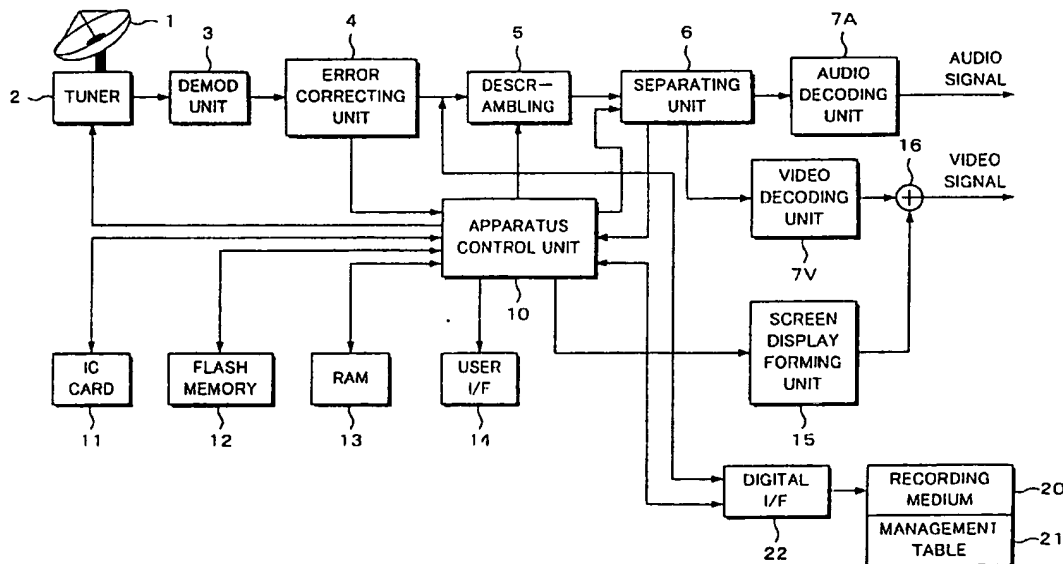 1
2
TUNER
3
DEMOD
UNIT
4
ERROR
CORRECTING
UNIT
5
DESCR-
AMBLING
6
SEPARATING
UNIT
7A
AUDIO
DECODING
UNIT
AUDIO
SIGNAL
16
VIDEO
SIGNAL
VIDEO
DECODING
UNIT
7V
APPARATUS
CONTROL UNIT
10
SCREEN
DISPLAY
FORMING
UNIT
15
IC
CARD
11
FLASH
MEMORY
12
RAM
13
USER
I/F
14
DIGITAL
I/F
22
RECORDING
MEDIUM
20
MANAGEMENT
TABLE
21